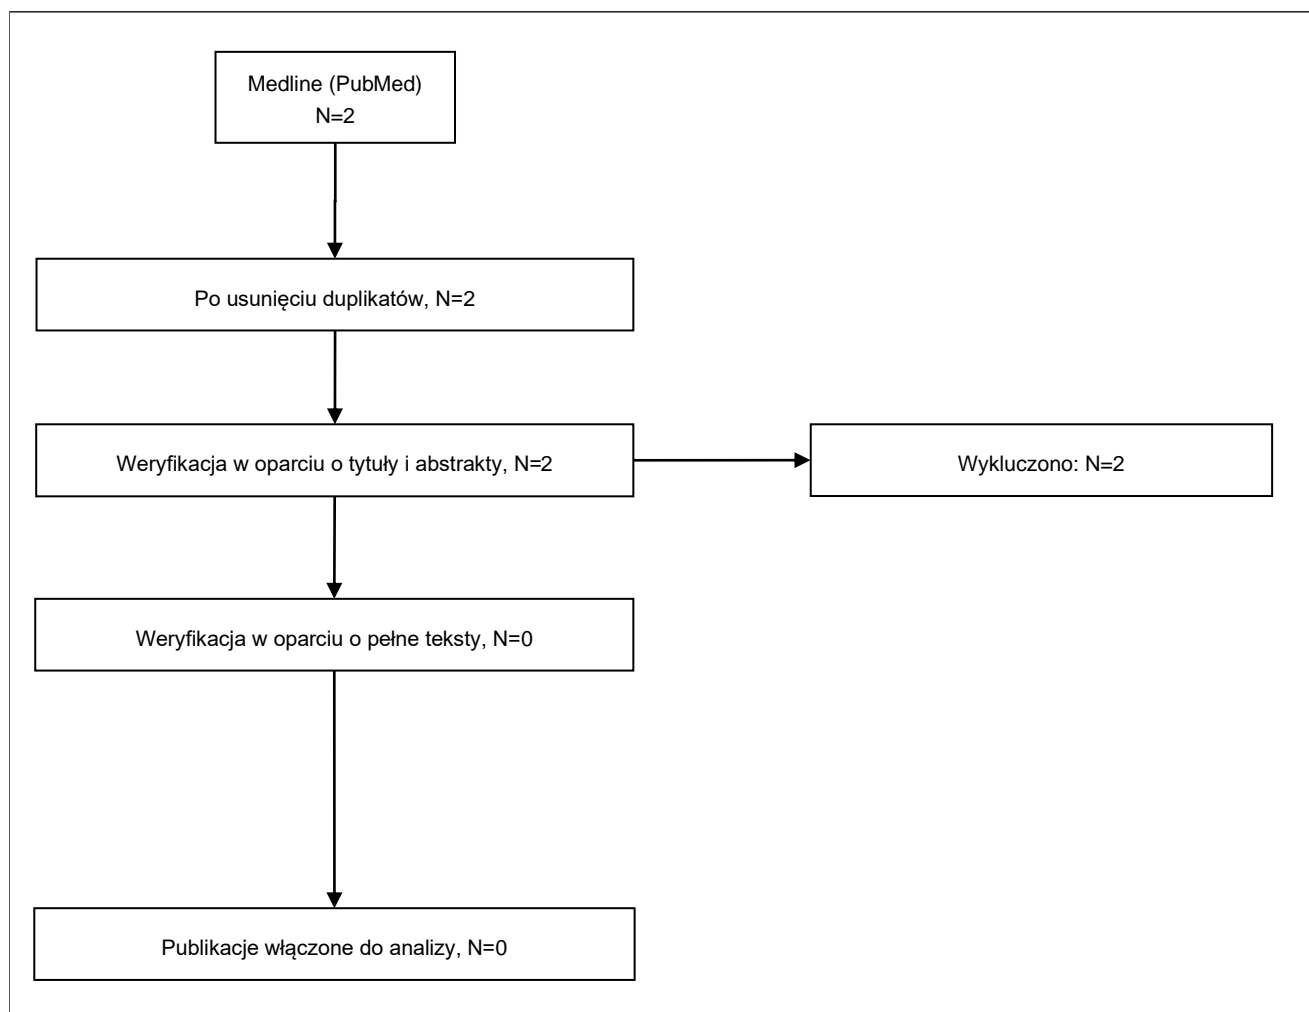 Medline (PubMed)
N=2
Po usunięciu duplikatów, N=2
Weryfikacja w oparciu o tytuły i abstrakty, N=2
Wykluczono: N=2
Weryfikacja w oparciu o pełne teksty, N=0
Publikacje włączone do analizy, N=0